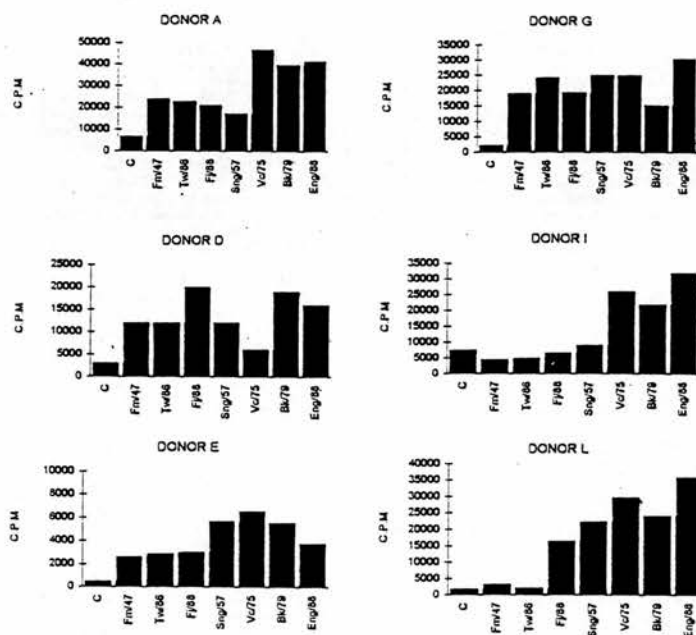 DONOR A
C.P.M
50000
40000
30000
20000
10000
0
C
Fm/47
Tw/86
Fj/88
Sng/57
Vc/75
Bk/79
Eng/88
DONOR G
C.P.M
35000
30000
25000
20000
15000
10000
5000
0
C
Fm/47
Tw/86
Fj/88
Sng/57
Vc/75
Bk/79
Eng/88
DONOR D
C.P.M
25000
20000
15000
10000
5000
0
C
Fm/47
Tw/86
Fj/88
Sng/57
Vc/75
Bk/79
Eng/88
DONOR I
C.P.M
35000
30000
25000
20000
15000
10000
5000
0
C
Fm/47
Tw/86
Fj/88
Sng/57
Vc/75
Bk/79
Eng/88
DONOR E
C.P.M
10000
8000
6000
4000
2000
0
C
Fm/47
Tw/86
Fj/88
Sng/57
Vc/75
Bk/79
Eng/88
DONOR L
C.P.M
40000
35000
30000
25000
20000
15000
10000
5000
0
C
Fm/47
Tw/86
Fj/88
Sng/57
Vc/75
Bk/79
Eng/88